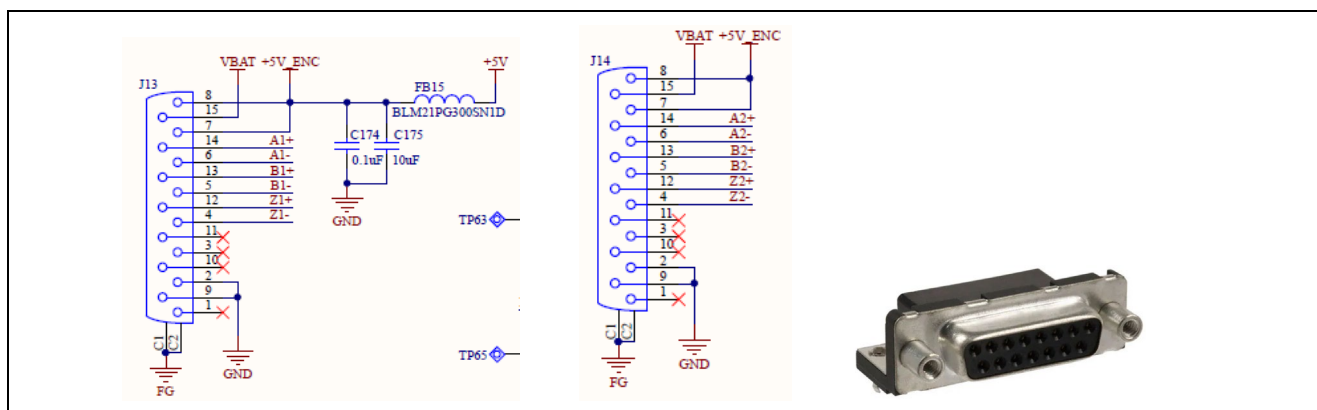 VBAT +5V_ENC
+5V
J13
FB15
8
BLM21PG300SN1D
15
7
14
A1+
C174
C175
6
A1-
0.1uF
10uF
13
B1+
5
B1-
12
Z1+
4
Z1-
11
GND
3
10
2
9
1
C1
C2
GND
FG
TP63
TP65
VBAT +5V_ENC
J14
8
15
7
14
A2+
6
A2-
13
B2+
5
B2-
12
Z2+
4
Z2-
11
3
10
2
9
1
C1
C2
GND
FG